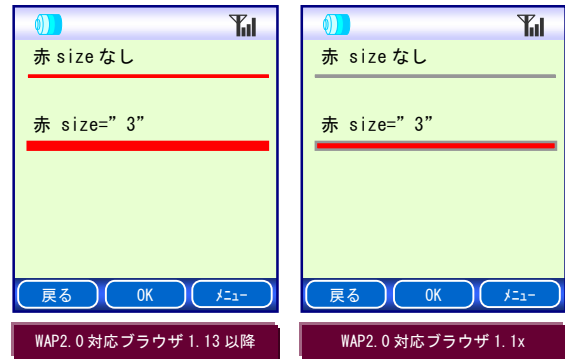 赤 size なし
赤 size=”3”
戻る OK ﾒﾆｭｰ
WAP2.0 対応ブラウザ 1.13 以降
赤 size なし
赤 size=”3”
戻る OK ﾒﾆｭｰ
WAP2.0 対応ブラウザ 1.1x